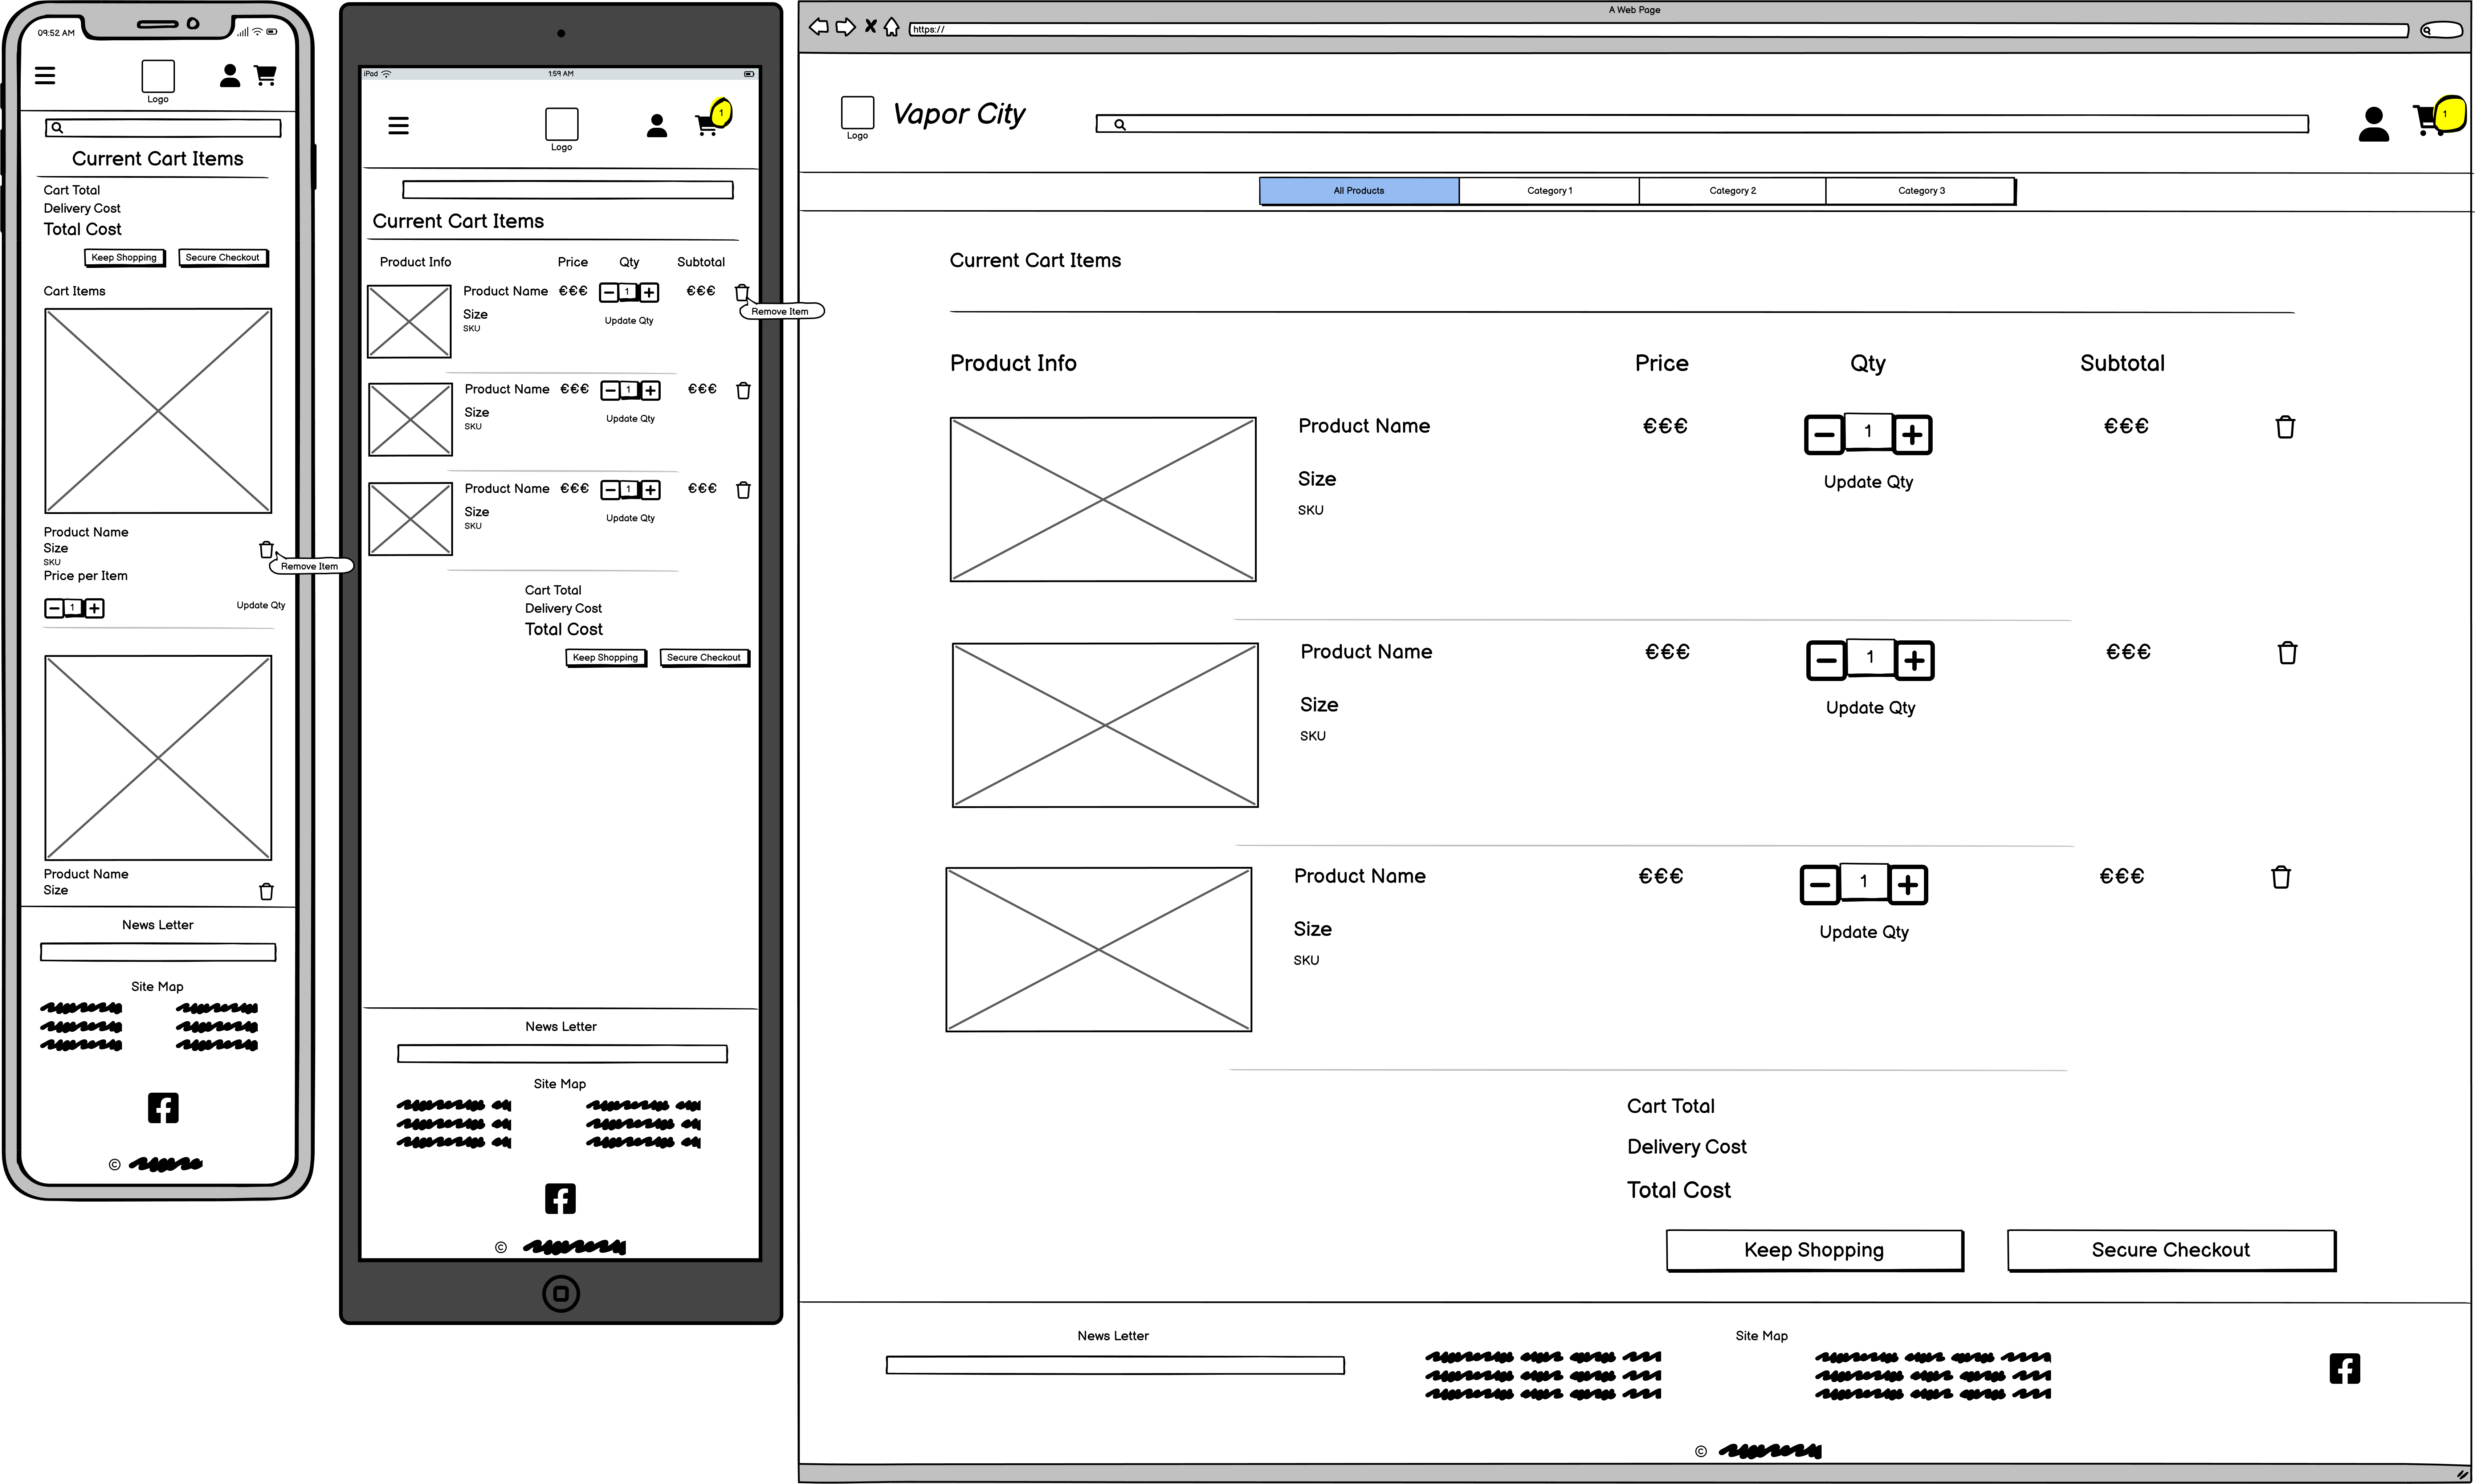 09:52 AM
Logo
Current Cart Items
Cart Total
Delivery Cost
Total Cost
Keep Shopping Secure Checkout
Cart Items
Product Name
Size
SKU
Price per Item
Remove Item
1 Update Qty
Product Name
Size
News Letter
Site Map
©
iPad 1:59 AM
1
Logo
Current Cart Items
Product Info Price Qty Subtotal
Product Name €€€ 1 €€€
Remove Item
Size
Update Qty
SKU
Product Name €€€ 1 €€€
Size
Update Qty
SKU
Product Name €€€ 1 €€€
Size
Update Qty
SKU
Cart Total
Delivery Cost
Total Cost
Keep Shopping Secure Checkout
News Letter
Site Map
©
A Web Page
https://
Vapor City
1
Logo
All Products Category 1 Category 2 Category 3
Current Cart Items
Product Info Price Qty Subtotal
Product Name €€€ 1 €€€
Size
Update Qty
SKU
Product Name €€€ 1 €€€
Size
Update Qty
SKU
Product Name €€€ 1 €€€
Size
Update Qty
SKU
Cart Total
Delivery Cost
Total Cost
Keep Shopping Secure Checkout
News Letter Site Map
©